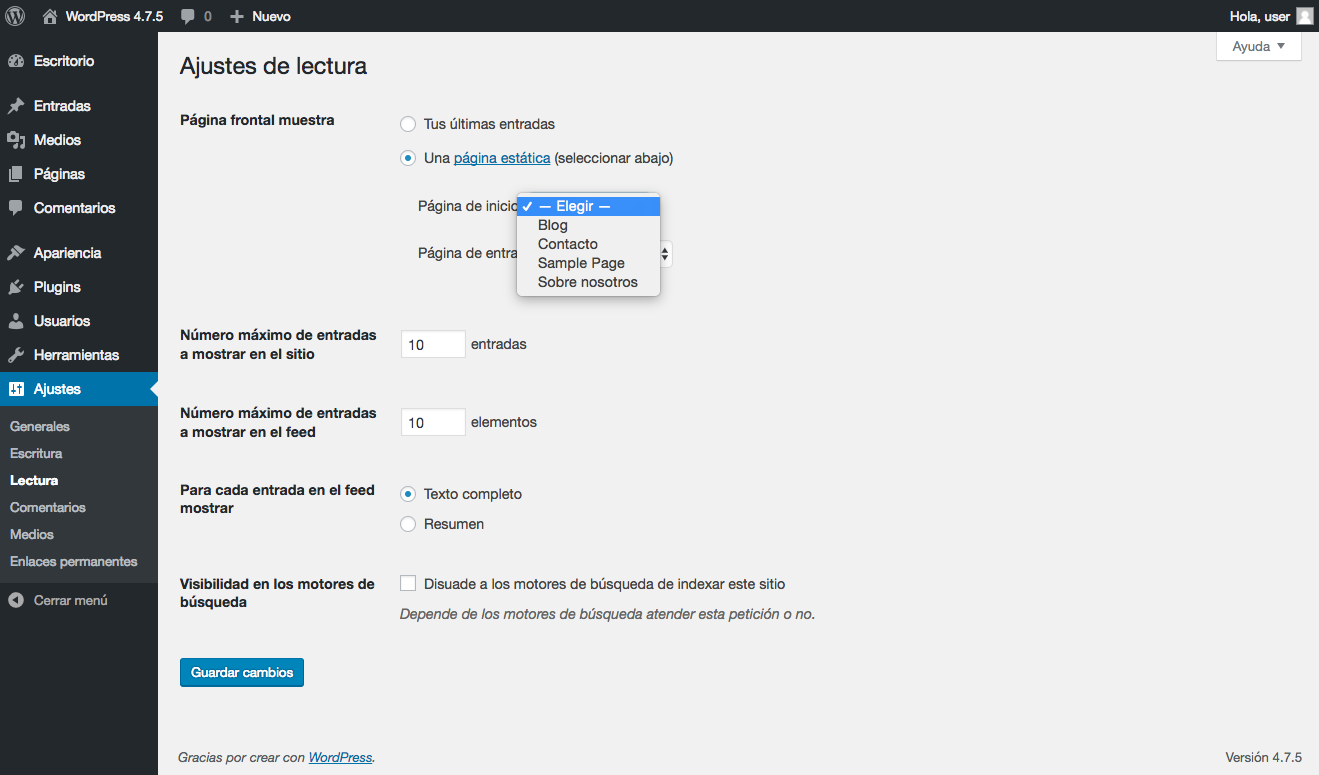 WordPress 4.7.5 0 Nuevo Hola, user
Ayuda
Escritorio
Entradas
Medios
Páginas
Comentarios
Apariencia
Plugins
Usuarios
Herramientas
Ajustes
Generales
Escritura
Lectura
Comentarios
Medios
Enlaces permanentes
Cerrar menú
Ajustes de lectura
Página frontal muestra
Tus últimas entradas
Una página estática (seleccionar abajo)
Página de inicio
— Elegir —
Blog
Contacto
Sample Page
Sobre nosotros
Página de entra
Número máximo de entradas
a mostrar en el sitio
10 entradas
Número máximo de entradas
a mostrar en el feed
10 elementos
Para cada entrada en el feed
mostrar
Texto completo
Resumen
Visibilidad en los motores de
búsqueda
Disuade a los motores de búsqueda de indexar este sitio
Depende de los motores de búsqueda atender esta petición o no.
Guardar cambios
Gracias por crear con WordPress.
Versión 4.7.5